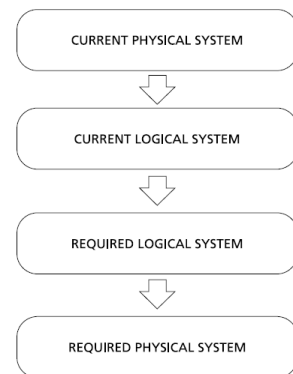 CURRENT PHYSICAL SYSTEM
CURRENT LOGICAL SYSTEM
REQUIRED LOGICAL SYSTEM
REQUIRED PHYSICAL SYSTEM